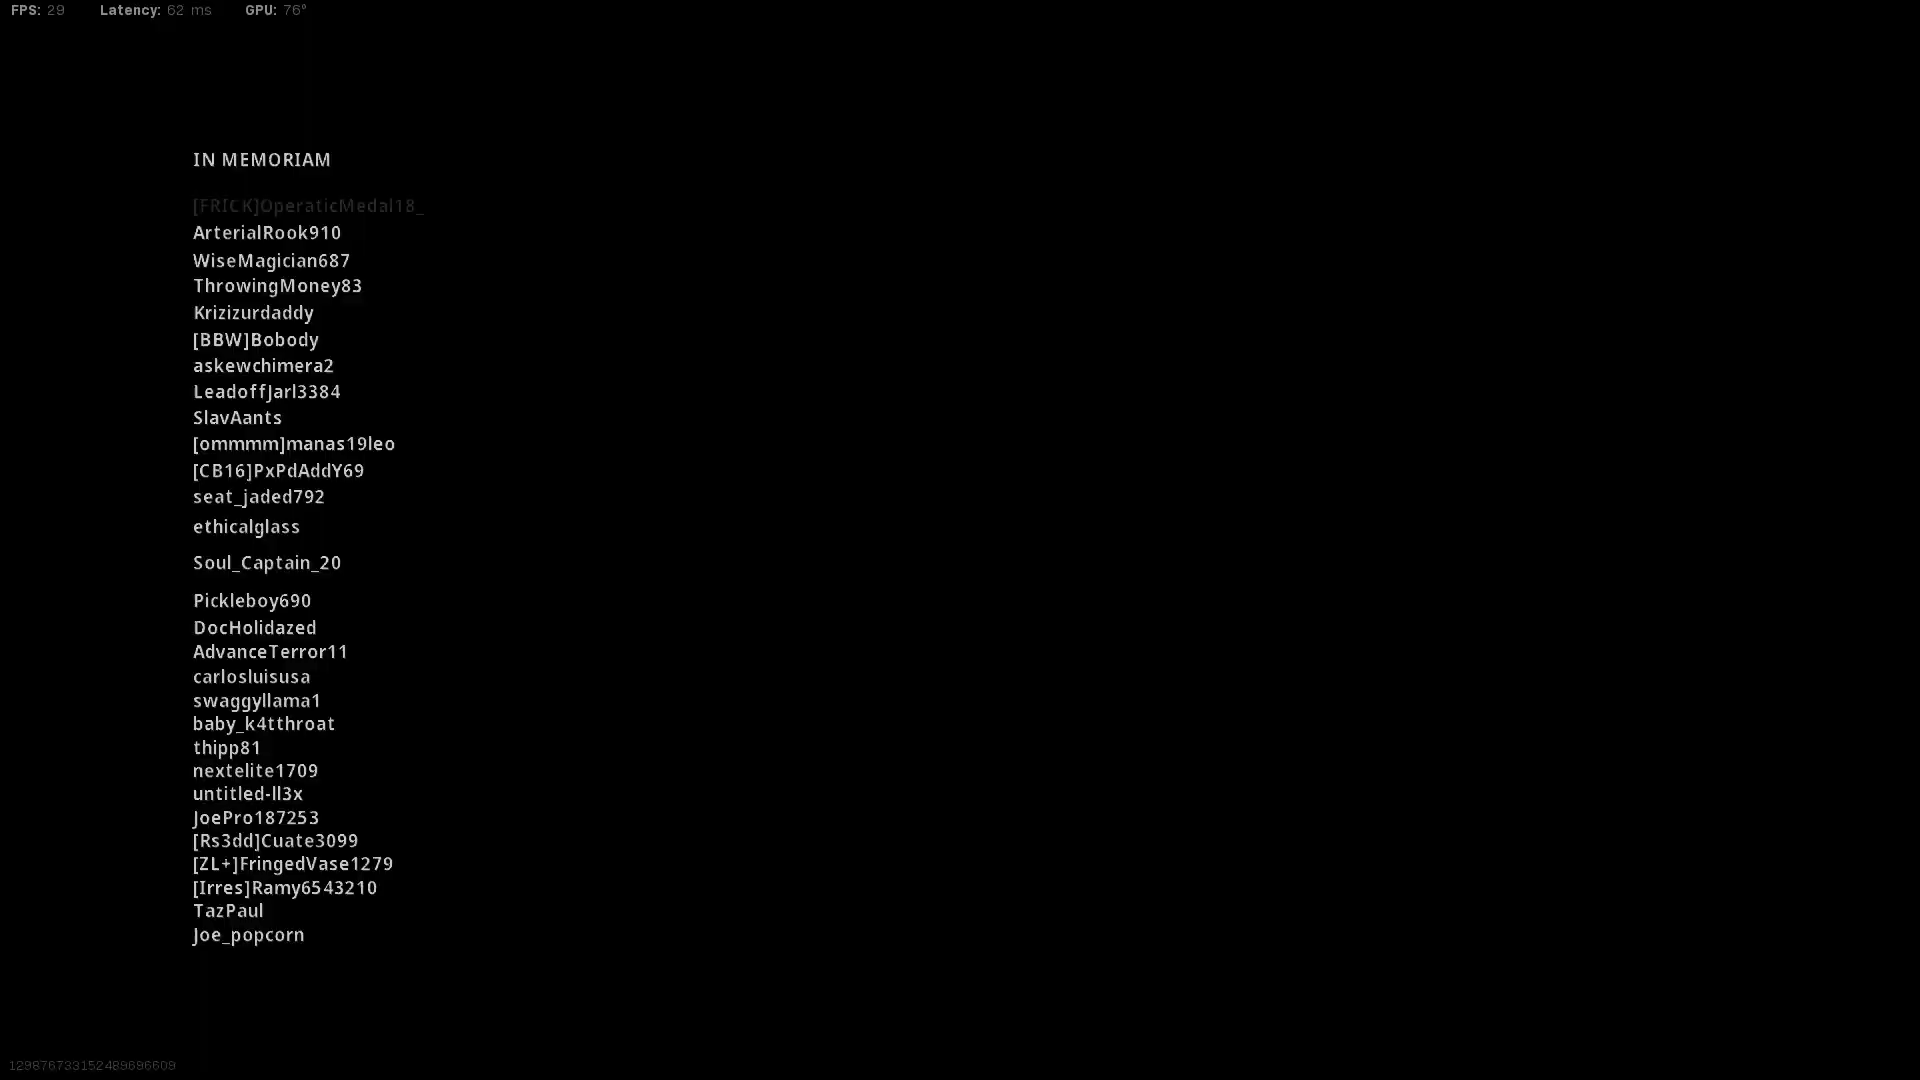 FPS: 29 Latency: 62 ms GPU: 76°
IN MEMORIAM
[FRICK]OperaticMedal18_
ArterialRook910
WiseMagician687
ThrowingMoney83
Krizizurdaddy
[BBW]Bobody
askewchimera2
LeadoffJarl3384
SlavAants
[ommmm]manas19leo
[CB16]PxPdAddY69
seat_jaded792
ethicalglass
Soul_Captain_20
Pickleboy690
DocHolidazed
AdvanceTerror11
carlosluisusa
swaggyllama1
baby_k4tthroat
thipp81
nextelite1709
untitled-ll3x
JoePro187253
[Rs3dd]Cuate3099
[ZL+]FringedVase1279
[Irres]Ramy6543210
TazPaul
Joe_popcorn
129876733152489696609